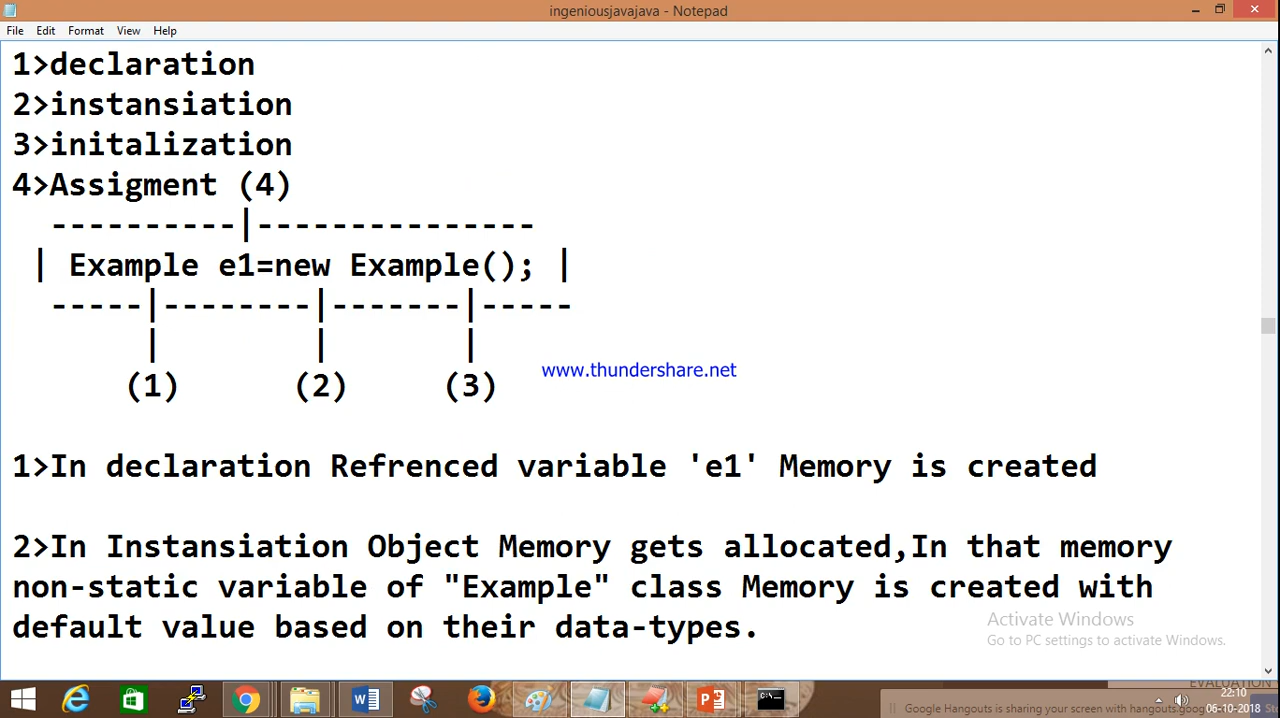 ingeniousjavajava - Notepad
File Edit Format View Help
1>declaration
2>instansiation
3>initalization
4>Assigment (4)
----------|---------------
| Example e1=new Example(); |
-----|--------|-------|-----
| | |
(1) (2) (3)
www.thundershare.net
1>In declaration Refrenced variable 'e1' Memory is created
2>In Instansiation Object Memory gets allocated,In that memory
non-static variable of "Example" class Memory is created with
default value based on their data-types.
Activate Windows
Go to PC settings to activate Windows.
EVALUATION
22:10
Google Hangouts is sharing your screen with hangouts.goog
06-10-2018